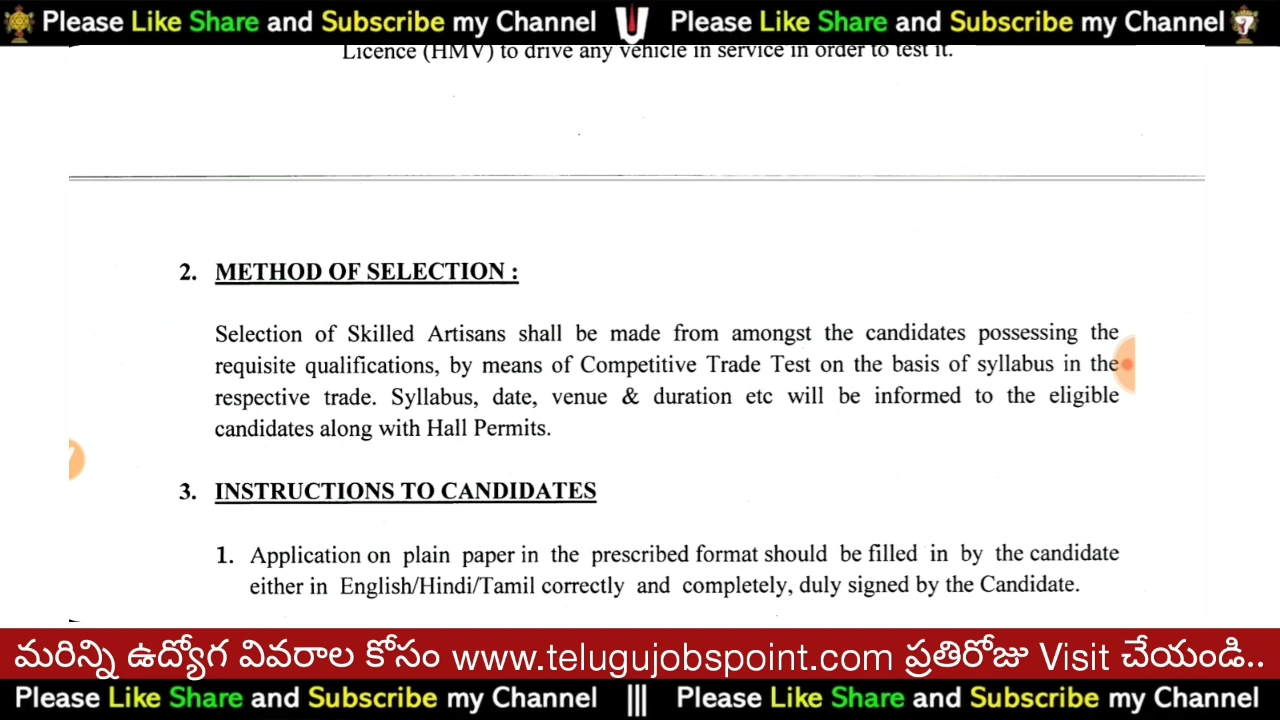 Please Like Share and Subscribe my Channel Please Like Share and Subscribe my Channel
Licence (HMV) to drive any vehicle in service in order to test it.
2. METHOD OF SELECTION :
Selection of Skilled Artisans shall be made from amongst the candidates possessing the
requisite qualifications, by means of Competitive Trade Test on the basis of syllabus in the
respective trade. Syllabus, date, venue & duration etc will be informed to the eligible
candidates along with Hall Permits.
3. INSTRUCTIONS TO CANDIDATES
1. Application on plain paper in the prescribed format should be filled in by the candidate
either in English/Hindi/Tamil correctly and completely, duly signed by the Candidate.
మరిన్ని ఉద్యోగ వివరాల కోసం www.telugujobspoint.com ప్రతిరోజు Visit చేయండి..
Please Like Share and Subscribe my Channel ||| Please Like Share and Subscribe my Channel